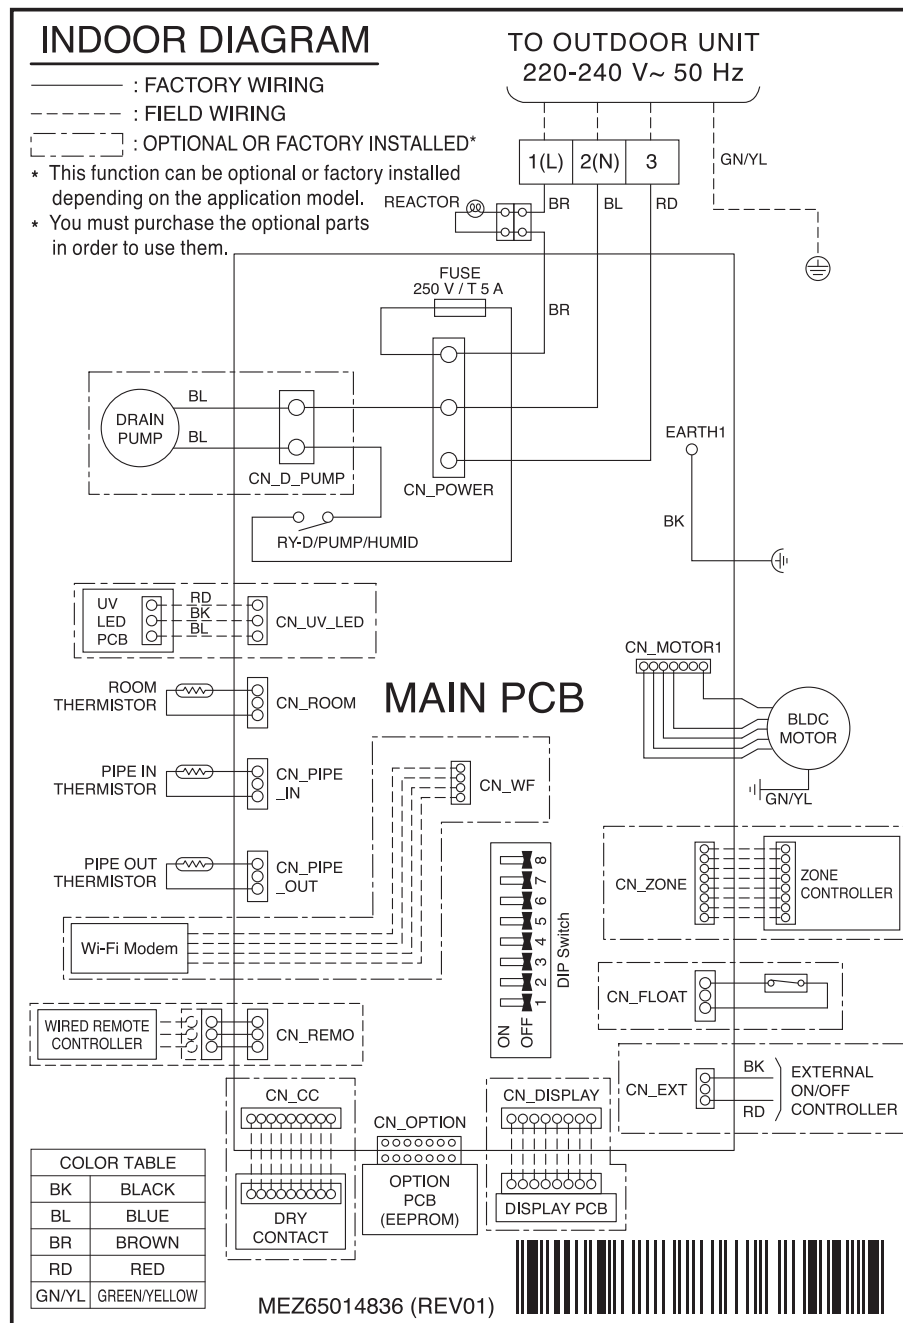 INDOOR DIAGRAM
: FACTORY WIRING
: FIELD WIRING
: OPTIONAL OR FACTORY INSTALLED*
* This function can be optional or factory installed
depending on the application model.
* You must purchase the optional parts
in order to use them.
TO OUTDOOR UNIT
220-240 V~ 50 Hz
1(L) 2(N) 3
GN/YL
REACTOR
BR BL RD
FUSE
250 V / T 5 A
BR
DRAIN
PUMP
BL
BL
CN_D_PUMP
CN_POWER
RY-D/PUMP/HUMID
EARTH1
BK
UV
LED
PCB
RD
BK
BL
CN_UV_LED
ROOM
THERMISTOR
CN_ROOM
MAIN PCB
CN_MOTOR1
BLDC
MOTOR
GN/YL
PIPE IN
THERMISTOR
CN_PIPE
_IN
CN_WF
PIPE OUT
THERMISTOR
CN_PIPE
_OUT
Wi-Fi Modem
1 2 3 4 5 6 7 8
ON
OFF
DIP Switch
CN_ZONE
ZONE
CONTROLLER
CN_FLOAT
WIRED REMOTE
CONTROLLER
CN_REMO
CN_EXT
BK
RD
EXTERNAL
ON/OFF
CONTROLLER
CN_CC
DRY
CONTACT
CN_OPTION
OPTION
PCB
(EEPROM)
CN_DISPLAY
DISPLAY PCB
COLOR TABLE
BK BLACK
BL BLUE
BR BROWN
RD RED
GN/YL GREEN/YELLOW
MEZ65014836 (REV01)